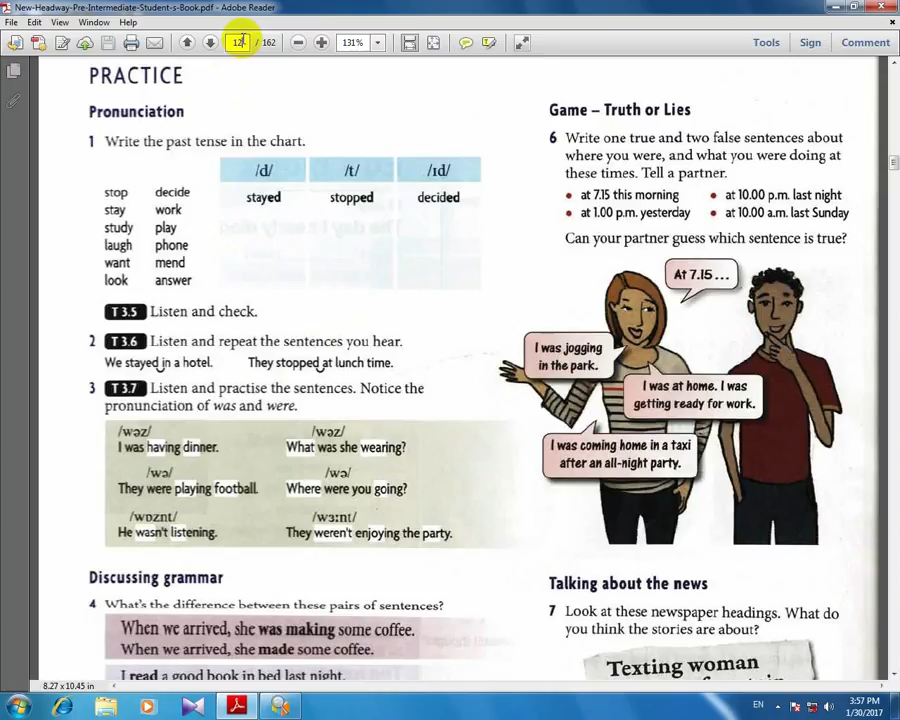 New-Headway-Pre-Intermediate-Student-s-Book.pdf - Adobe Reader
File Edit View Window Help
12 / 162 131% Tools Sign Comment
PRACTICE
Pronunciation
1 Write the past tense in the chart.
/d/ /t/ /ɪd/
stayed stopped decided
stop decide
stay work
study play
laugh phone
want mend
look answer
T 3.5 Listen and check.
2 T 3.6 Listen and repeat the sentences you hear.
We stayed in a hotel. They stopped at lunch time.
3 T 3.7 Listen and practise the sentences. Notice the
pronunciation of was and were.
/wəz/ /wəz/
I was having dinner. What was she wearing?
/wə/ /wə/
They were playing football. Where were you going?
/wɒznt/ /wɜːnt/
He wasn't listening. They weren't enjoying the party.
Discussing grammar
4 What's the difference between these pairs of sentences?
When we arrived, she was making some coffee.
When we arrived, she made some coffee.
I read a good book in bed last night.
Game – Truth or Lies
6 Write one true and two false sentences about
where you were, and what you were doing at
these times. Tell a partner.
• at 7.15 this morning • at 10.00 p.m. last night
• at 1.00 p.m. yesterday • at 10.00 a.m. last Sunday
Can your partner guess which sentence is true?
At 7.15 ...
I was jogging
in the park.
I was at home. I was
getting ready for work.
I was coming home in a taxi
after an all-night party.
Talking about the news
7 Look at these newspaper headings. What do
you think the stories are about?
Texting woman
8.27 x 10.45 in
EN
3:57 PM
1/30/2017